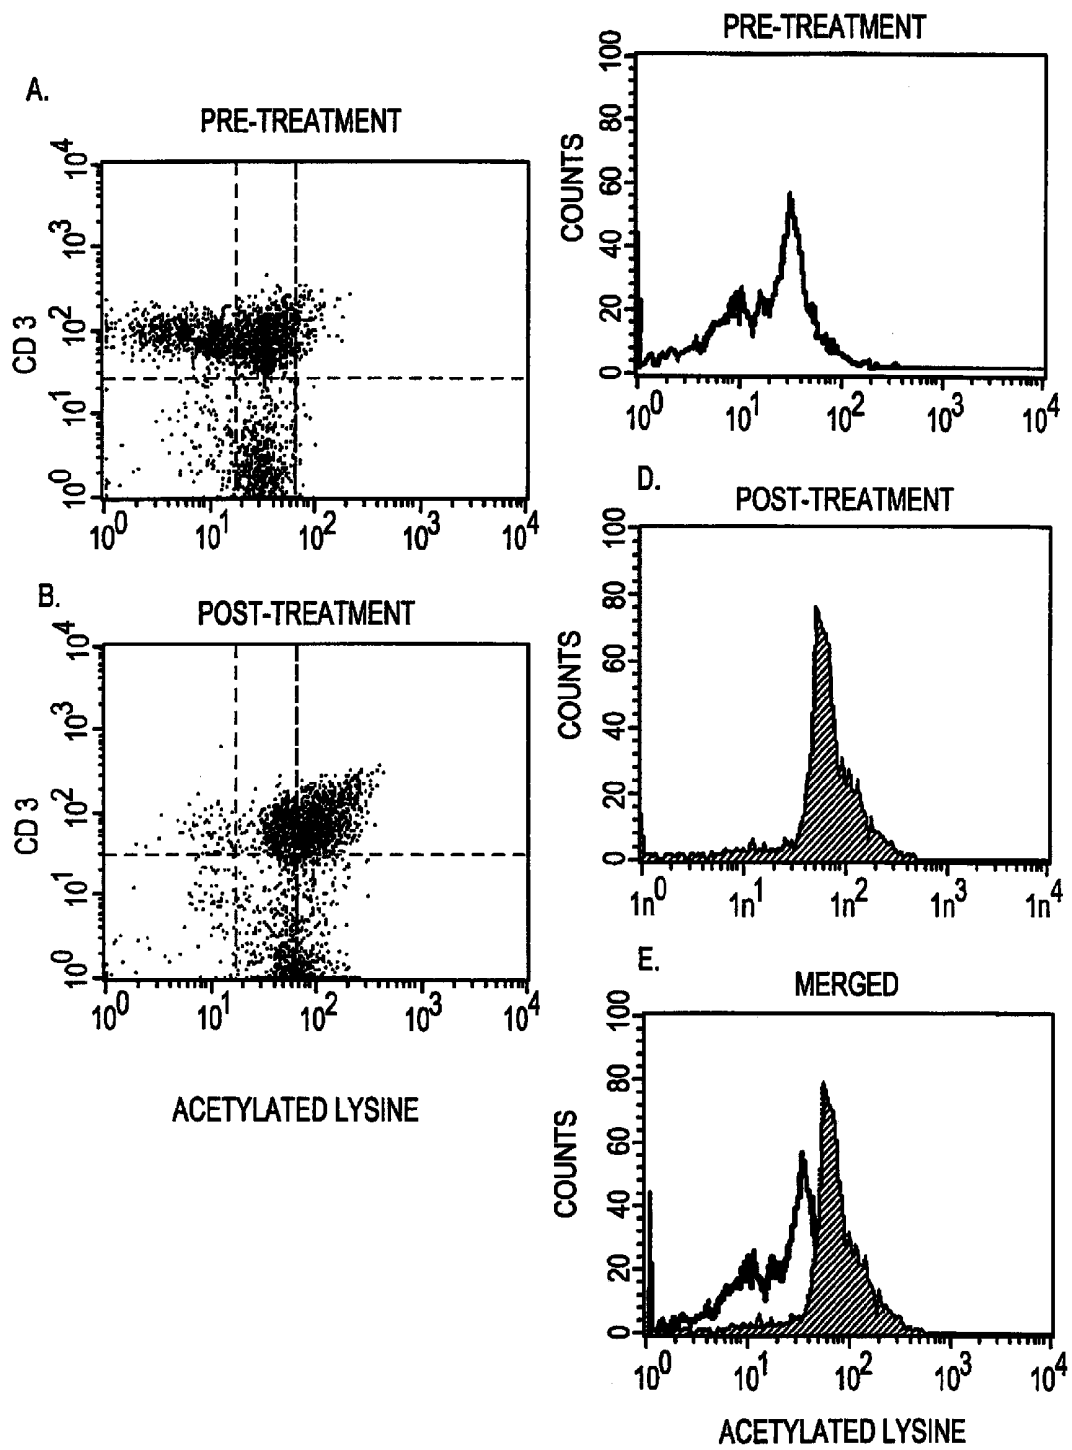 A.
PRE-TREATMENT
CD 3
10^4
10^3
10^2
10^1
10^0
10^0 10^1 10^2 10^3 10^4
B.
POST-TREATMENT
CD 3
10^4
10^3
10^2
10^1
10^0
10^0 10^1 10^2 10^3 10^4
ACETYLATED LYSINE
PRE-TREATMENT
COUNTS
100
80
60
40
20
0
10^0 10^1 10^2 10^3 10^4
D.
POST-TREATMENT
COUNTS
100
80
60
40
20
0
1n^0 1n^1 1n^2 1n^3 1n^4
E.
MERGED
COUNTS
100
80
60
40
20
0
10^0 10^1 10^2 10^3 10^4
ACETYLATED LYSINE